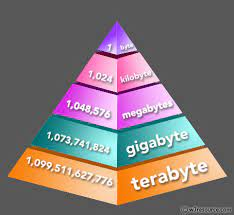 1 byte
1,024 kilobyte
1,048,576 megabytes
1,073,741,824 gigabyte
1,099,511,627,776 terabyte